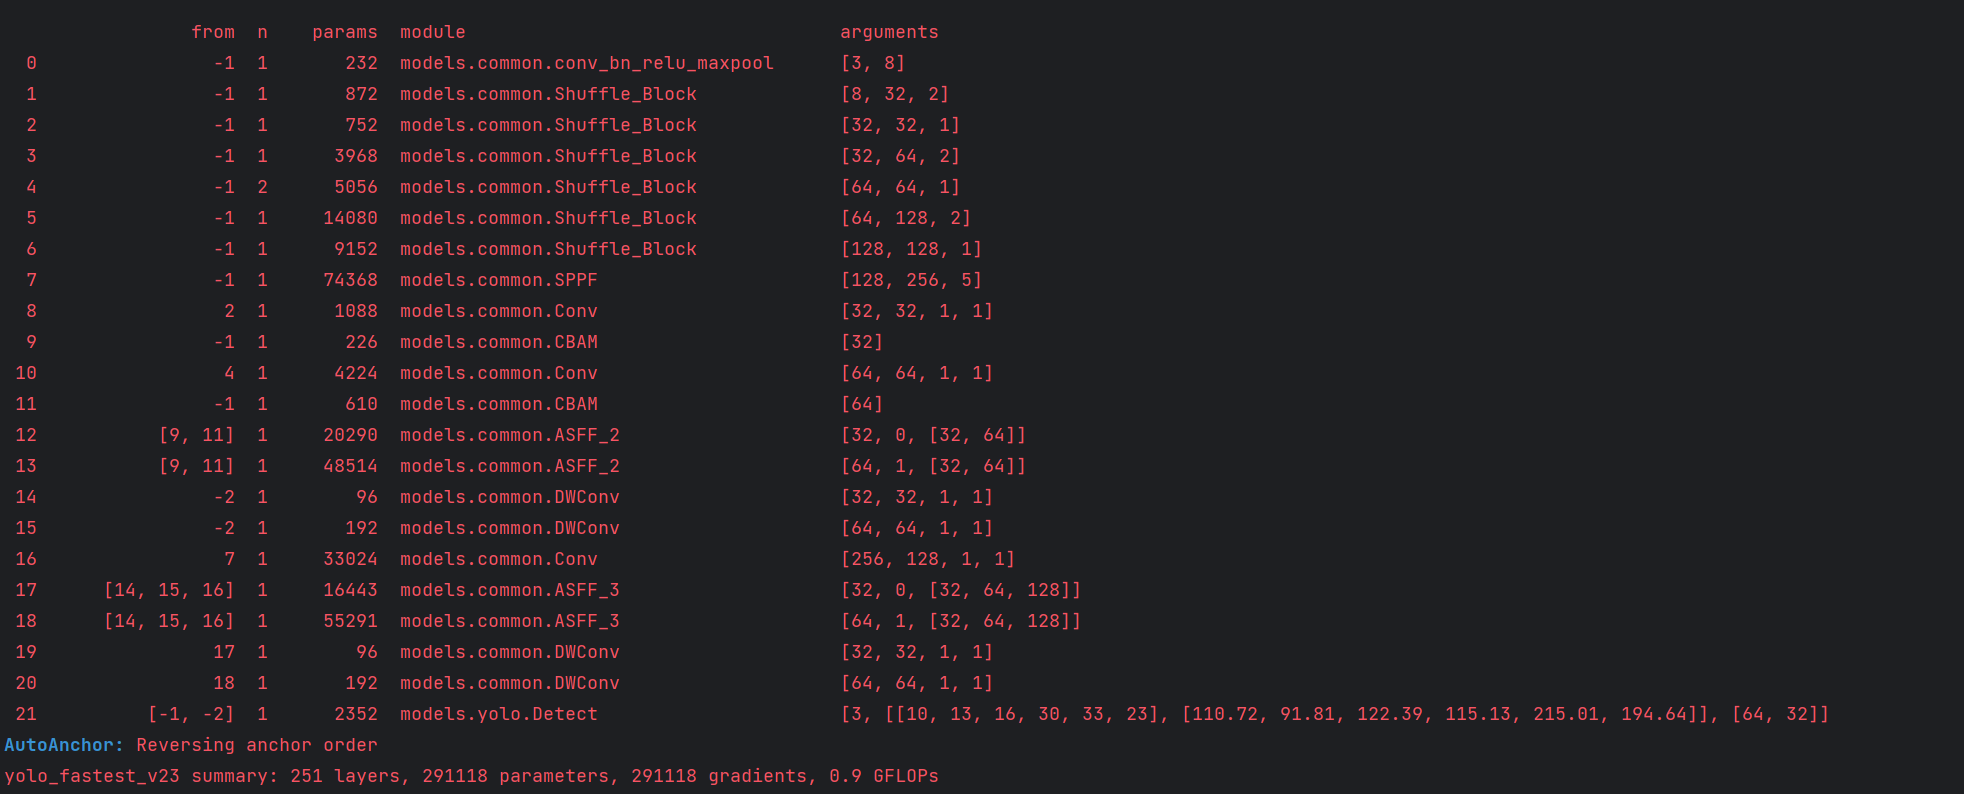 from  n    params  module                                  arguments
0                -1  1       232  models.common.conv_bn_relu_maxpool      [3, 8]
1                -1  1       872  models.common.Shuffle_Block             [8, 32, 2]
2                -1  1       752  models.common.Shuffle_Block             [32, 32, 1]
3                -1  1      3968  models.common.Shuffle_Block             [32, 64, 2]
4                -1  2      5056  models.common.Shuffle_Block             [64, 64, 1]
5                -1  1     14080  models.common.Shuffle_Block             [64, 128, 2]
6                -1  1      9152  models.common.Shuffle_Block             [128, 128, 1]
7                -1  1     74368  models.common.SPPF                      [128, 256, 5]
8                 2  1      1088  models.common.Conv                      [32, 32, 1, 1]
9                -1  1       226  models.common.CBAM                      [32]
10                 4  1      4224  models.common.Conv                      [64, 64, 1, 1]
11                -1  1       610  models.common.CBAM                      [64]
12           [9, 11]  1     20290  models.common.ASFF_2                    [32, 0, [32, 64]]
13           [9, 11]  1     48514  models.common.ASFF_2                    [64, 1, [32, 64]]
14                -2  1        96  models.common.DWConv                    [32, 32, 1, 1]
15                -2  1       192  models.common.DWConv                    [64, 64, 1, 1]
16                 7  1     33024  models.common.Conv                      [256, 128, 1, 1]
17      [14, 15, 16]  1     16443  models.common.ASFF_3                    [32, 0, [32, 64, 128]]
18      [14, 15, 16]  1     55291  models.common.ASFF_3                    [64, 1, [32, 64, 128]]
19                17  1        96  models.common.DWConv                    [32, 32, 1, 1]
20                18  1       192  models.common.DWConv                    [64, 64, 1, 1]
21          [-1, -2]  1      2352  models.yolo.Detect                      [3, [[10, 13, 16, 30, 33, 23], [110.72, 91.81, 122.39, 115.13, 215.01, 194.64]], [64, 32]]
AutoAnchor: Reversing anchor order
yolo_fastest_v23 summary: 251 layers, 291118 parameters, 291118 gradients, 0.9 GFLOPs